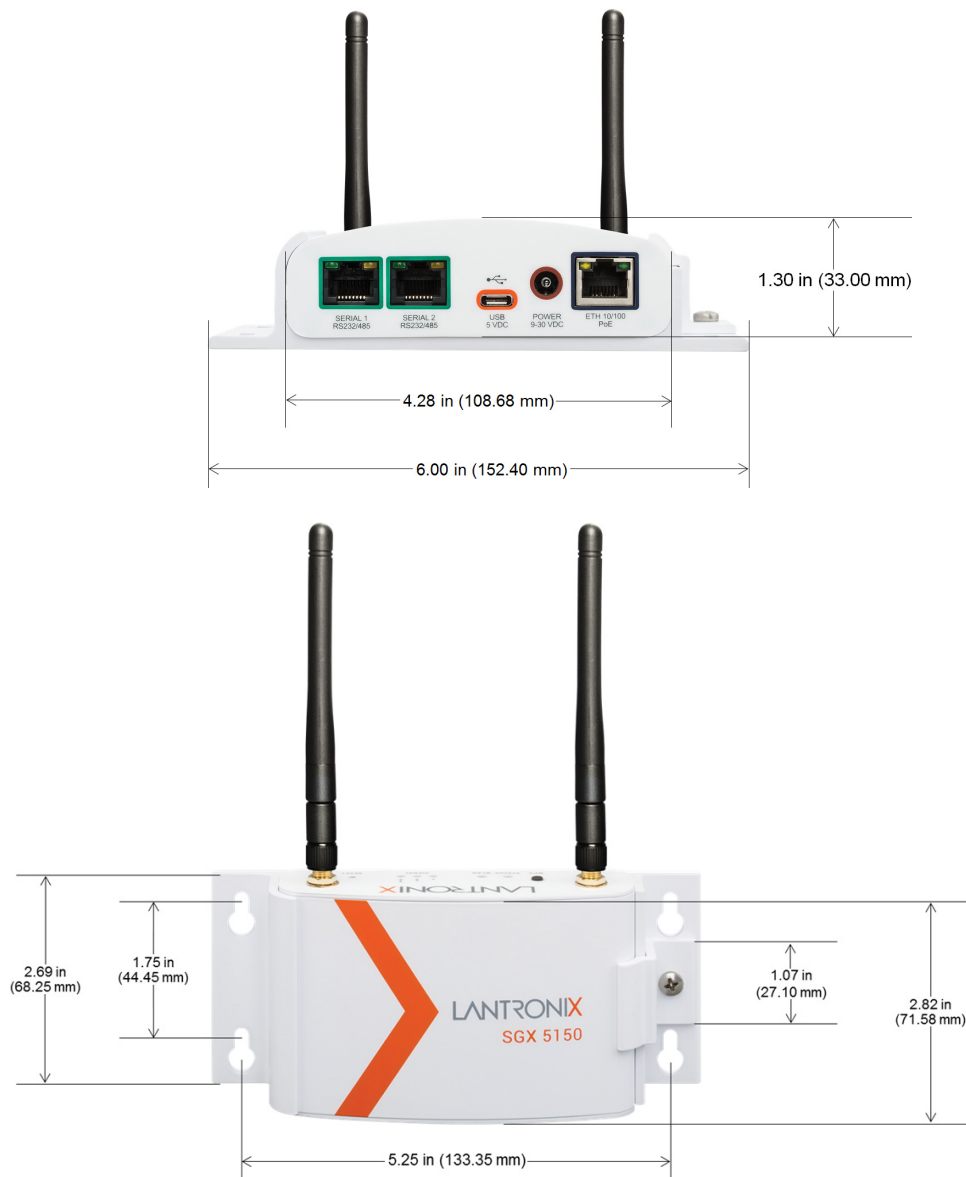 1.30 in (33.00 mm)
SERIAL 1
RS232/485
SERIAL 2
RS232/485
USB
5 VDC
POWER
9-30 VDC
ETH 10/100
PoE
4.28 in (108.68 mm)
6.00 in (152.40 mm)
LANTRONIX
2.69 in
(68.25 mm)
1.75 in
(44.45 mm)
1.07 in
(27.10 mm)
2.82 in
(71.58 mm)
LANTRONIX
SGX 5150
5.25 in (133.35 mm)